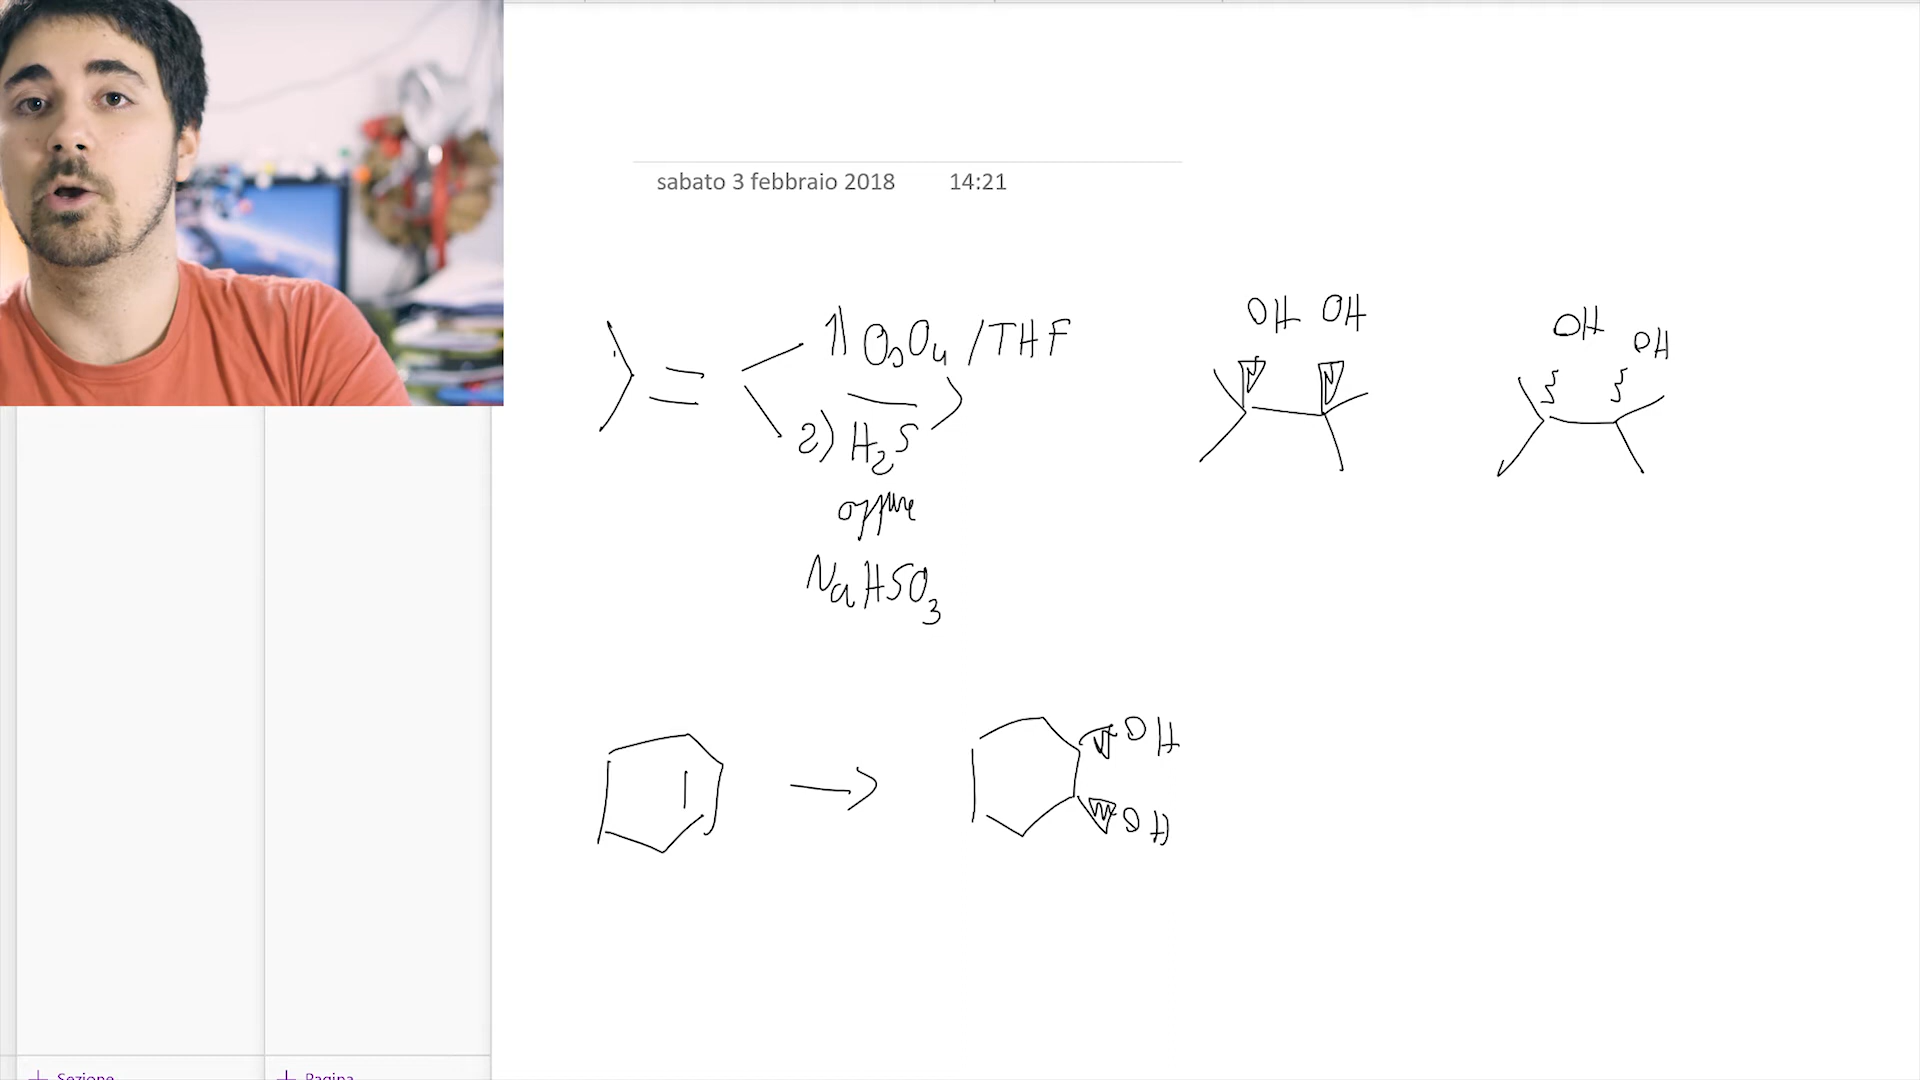 sabato 3 febbraio 2018 14:21
1) OsO4 /THF
2) H2S
oppure
NaHSO3
OH OH
OH OH
OH
OH
+ Sezione
+ Pagina